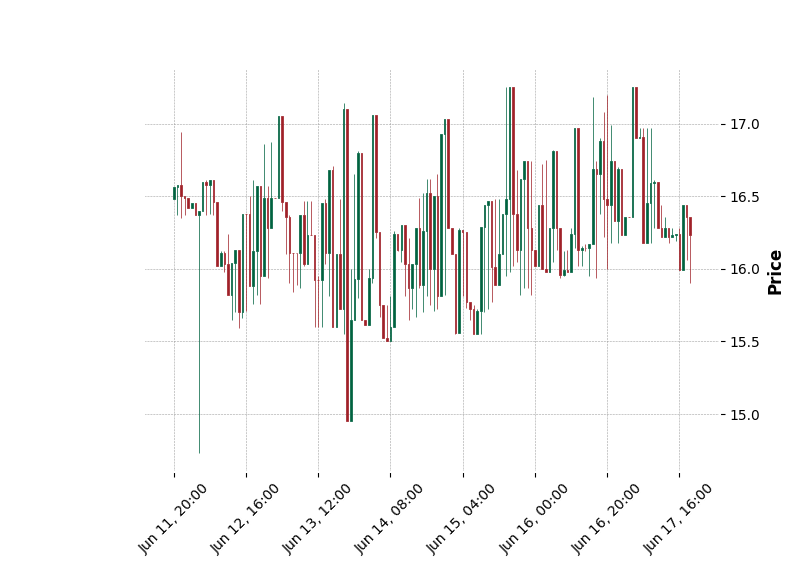 17.0
16.5
16.0
15.5
15.0
Price
Jun 11, 20:00
Jun 12, 16:00
Jun 13, 12:00
Jun 14, 08:00
Jun 15, 04:00
Jun 16, 00:00
Jun 16, 20:00
Jun 17, 16:00